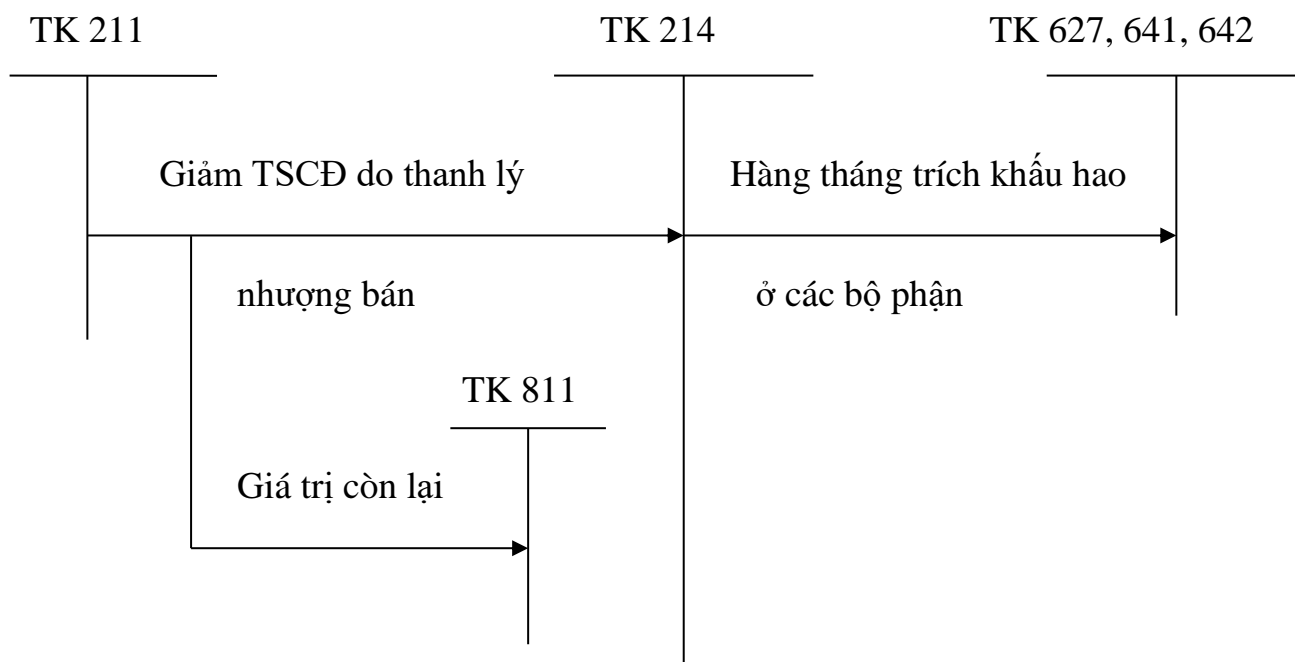 TK 211
TK 214
TK 627, 641, 642
Giảm TSCĐ do thanh lý
Hàng tháng trích khấu hao
nhượng bán
ở các bộ phận
TK 811
Giá trị còn lại